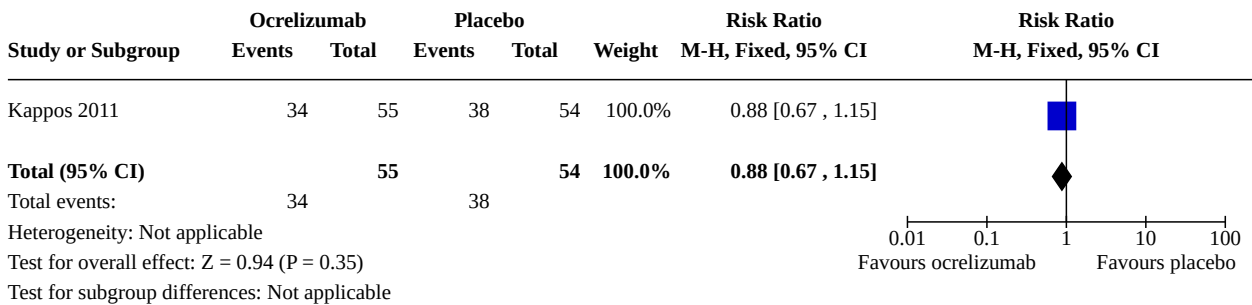 Ocrelizumab Placebo Risk Ratio Risk Ratio
Study or Subgroup Events Total Events Total Weight M-H, Fixed, 95% CI M-H, Fixed, 95% CI
Kappos 2011 34 55 38 54 100.0% 0.88 [0.67 , 1.15]
Total (95% CI) 55 54 100.0% 0.88 [0.67 , 1.15]
Total events: 34 38
Heterogeneity: Not applicable 0.01 0.1 1 10 100
Test for overall effect: Z = 0.94 (P = 0.35) Favours ocrelizumab Favours placebo
Test for subgroup differences: Not applicable